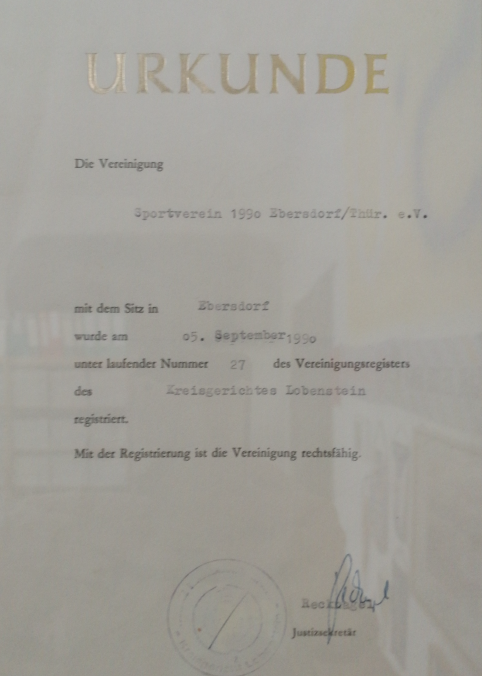 URKUNDE
Die Vereinigung
Sportverein 1990 Ebersdorf/Thür. e.V.
mit dem Sitz in Ebersdorf
wurde am 05. September 1990
unter laufender Nummer 27 des Vereinigungsregisters
des Kreisgerichtes Lobenstein
registriert.
Mit der Registrierung ist die Vereinigung rechtsfähig.
Justizsekretär